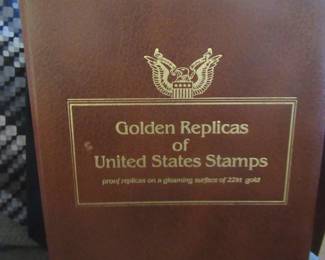 Golden Replicas
of
United States Stamps
proof replicas on a gleaming surface of 22kt gold